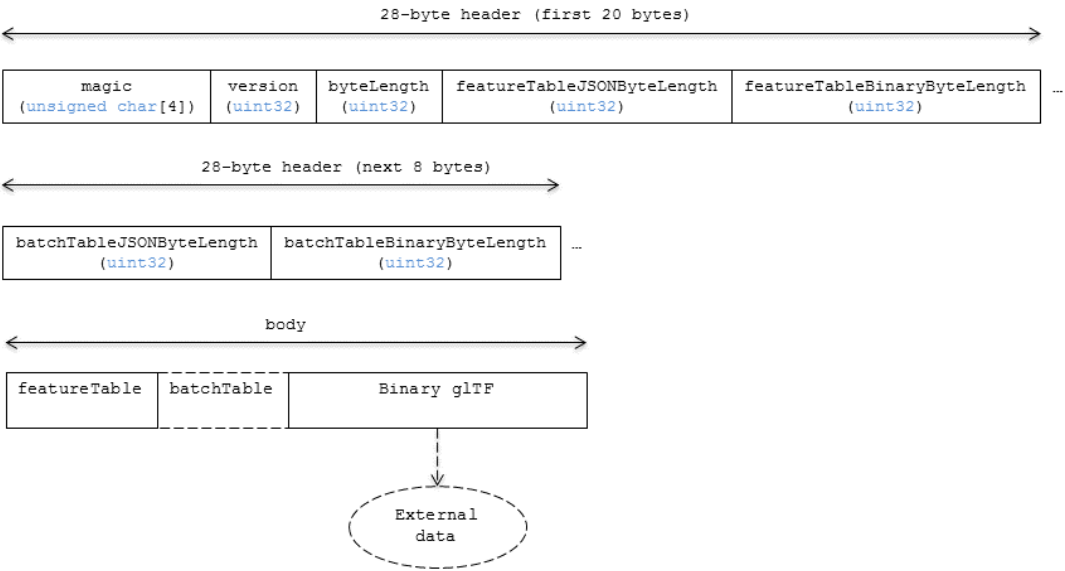 28-byte header (first 20 bytes)
magic version byteLength featureTableJSONByteLength featureTableBinaryByteLength ...
(unsigned char[4]) (uint32) (uint32) (uint32) (uint32)
28-byte header (next 8 bytes)
batchTableJSONByteLength batchTableBinaryByteLength ...
(uint32) (uint32)
body
featureTable batchTable Binary glTF
External
data